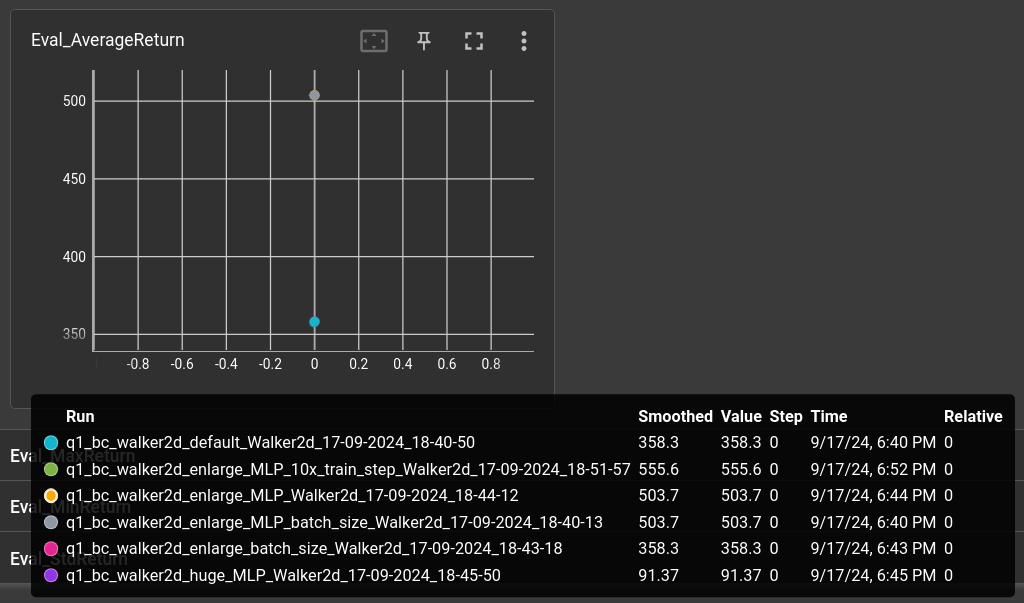 Eval_AverageReturn
500
450
400
350
-0.8 -0.6 -0.4 -0.2 0 0.2 0.4 0.6 0.8
Run Smoothed Value Step Time Relative
q1_bc_walker2d_default_Walker2d_17-09-2024_18-40-50 358.3 358.3 0 9/17/24, 6:40 PM 0
Eval_MaxReturn
q1_bc_walker2d_enlarge_MLP_10x_train_step_Walker2d_17-09-2024_18-51-57 555.6 555.6 0 9/17/24, 6:52 PM 0
q1_bc_walker2d_enlarge_MLP_Walker2d_17-09-2024_18-44-12 503.7 503.7 0 9/17/24, 6:44 PM 0
Eval_MinReturn
q1_bc_walker2d_enlarge_MLP_batch_size_Walker2d_17-09-2024_18-40-13 503.7 503.7 0 9/17/24, 6:40 PM 0
q1_bc_walker2d_enlarge_batch_size_Walker2d_17-09-2024_18-43-18 358.3 358.3 0 9/17/24, 6:43 PM 0
Eval_StdReturn
q1_bc_walker2d_huge_MLP_Walker2d_17-09-2024_18-45-50 91.37 91.37 0 9/17/24, 6:45 PM 0